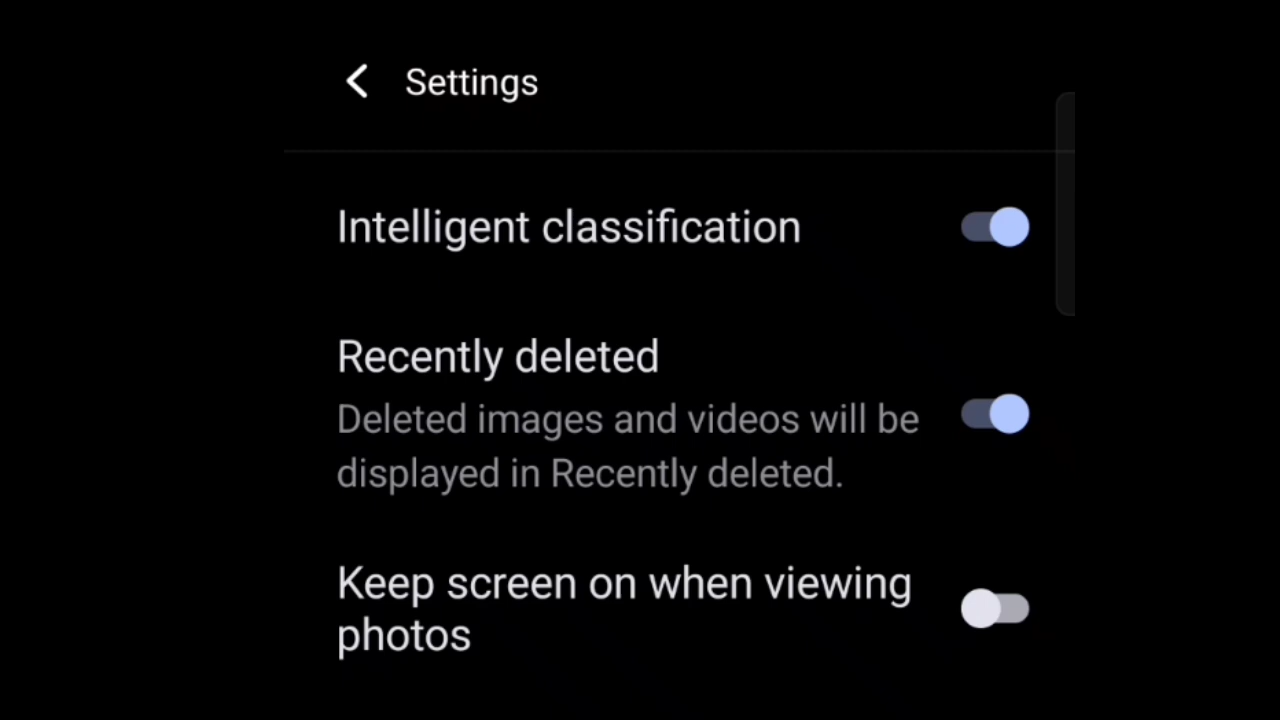 Settings
Intelligent classification
Recently deleted
Deleted images and videos will be
displayed in Recently deleted.
Keep screen on when viewing
photos